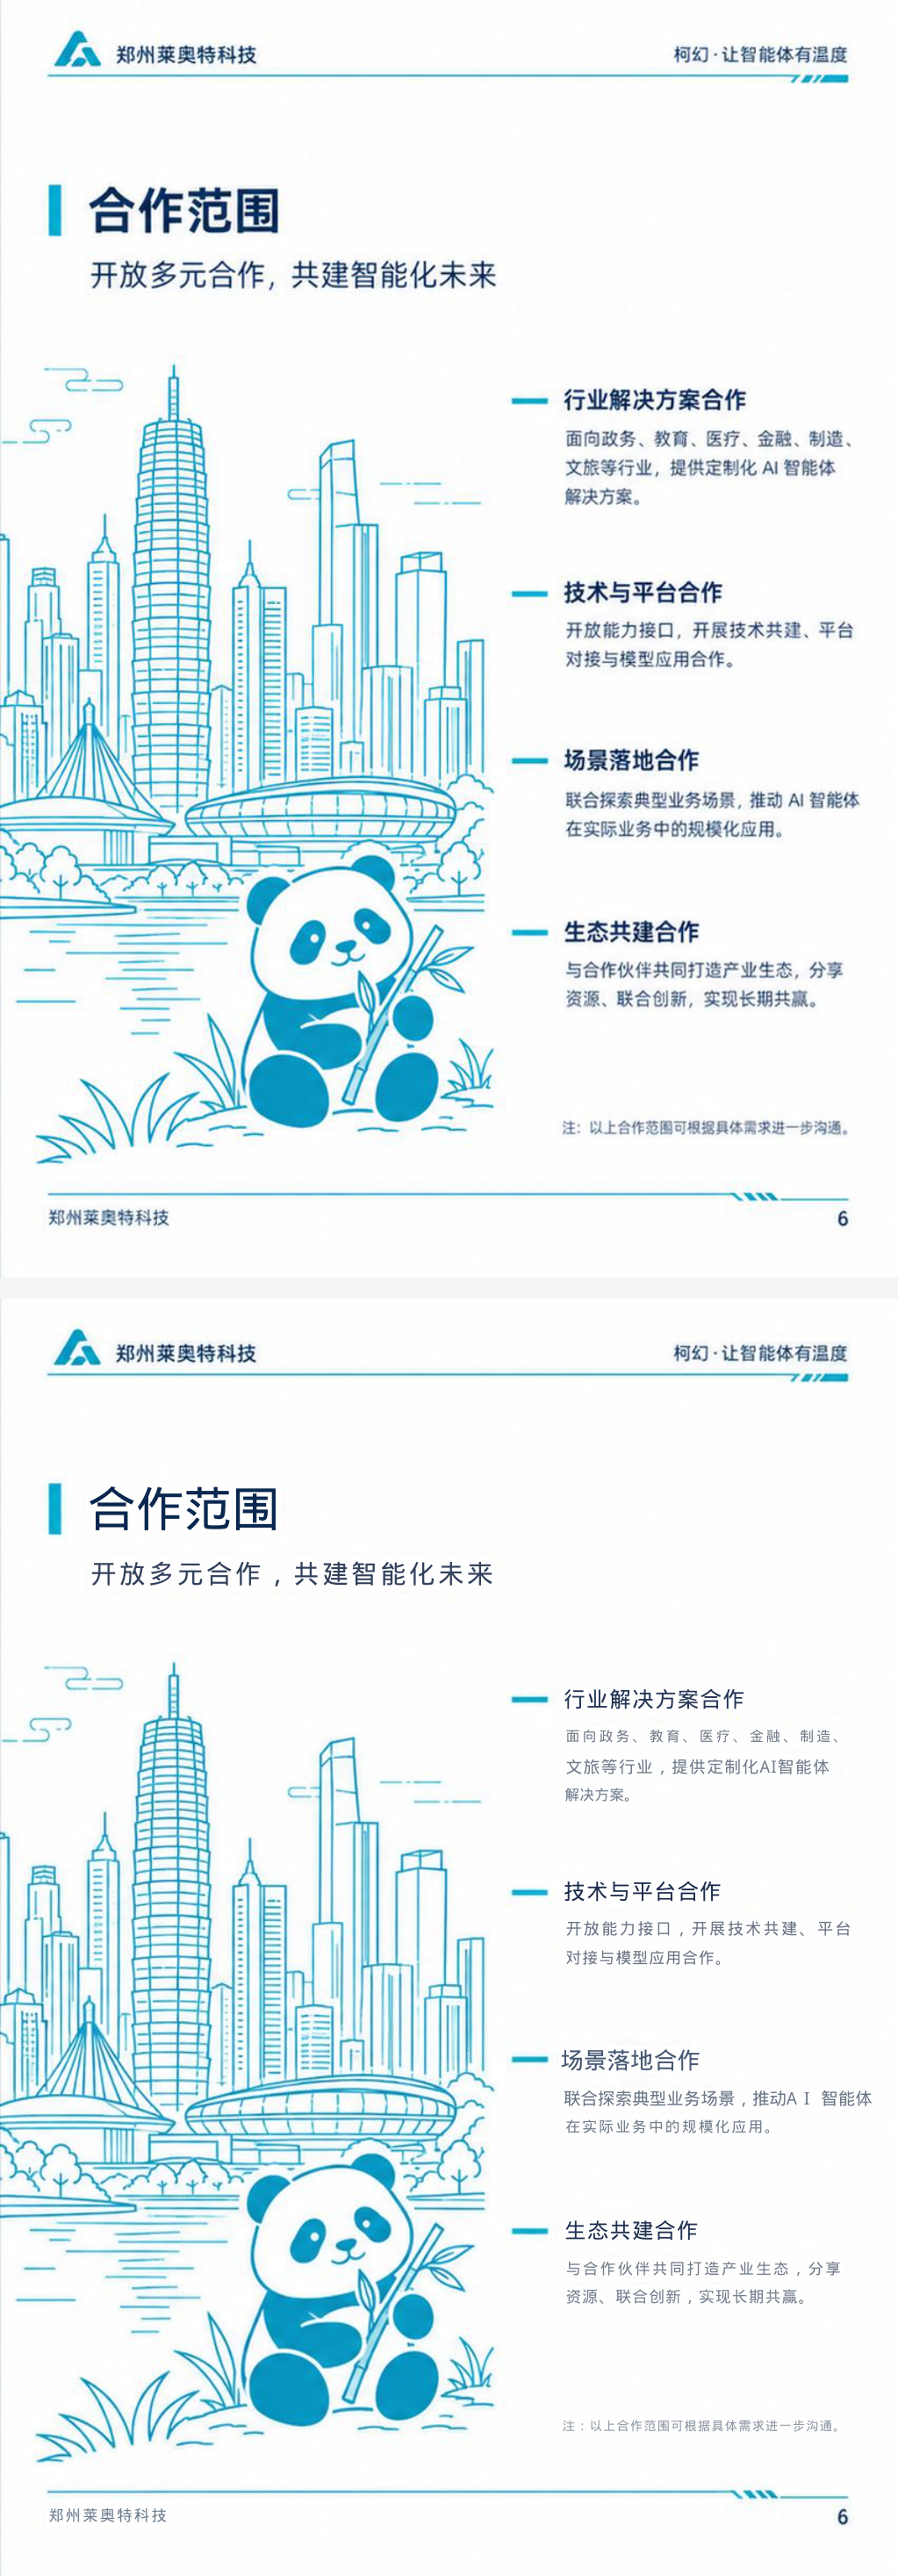 郑州莱奥特科技
柯幻·让智能体有温度
合作范围
开放多元合作，共建智能化未来
行业解决方案合作
面向政务、教育、医疗、金融、制造、
文旅等行业，提供定制化 AI 智能体
解决方案。
技术与平台合作
开放能力接口，开展技术共建、平台
对接与模型应用合作。
场景落地合作
联合探索典型业务场景，推动 AI 智能体
在实际业务中的规模化应用。
生态共建合作
与合作伙伴共同打造产业生态，分享
资源、联合创新，实现长期共赢。
注：以上合作范围可根据具体需求进一步沟通。
郑州莱奥特科技
6
郑州莱奥特科技
柯幻·让智能体有温度
合作范围
开放多元合作，共建智能化未来
行业解决方案合作
面向政务、教育、医疗、金融、制造、
文旅等行业，提供定制化AI智能体
解决方案。
技术与平台合作
开放能力接口，开展技术共建、平台
对接与模型应用合作。
场景落地合作
联合探索典型业务场景，推动A I 智能体
在实际业务中的规模化应用。
生态共建合作
与合作伙伴共同打造产业生态，分享
资源、联合创新，实现长期共赢。
注：以上合作范围可根据具体需求进一步沟通。
郑州莱奥特科技
6